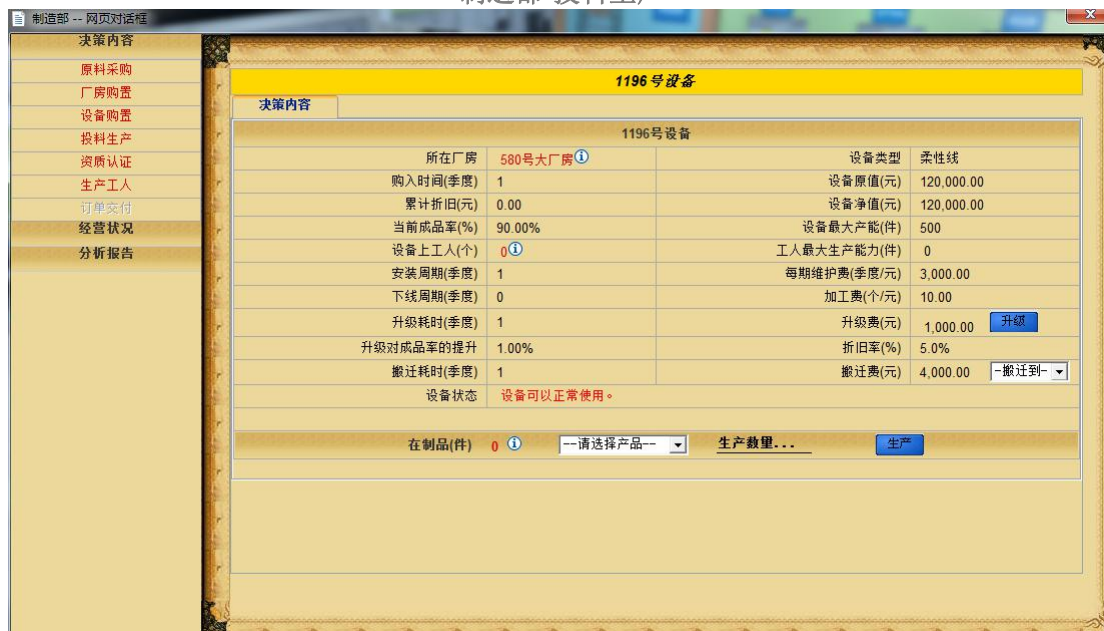 制造部 -- 网页对话框
决策内容
原料采购
厂房购置
设备购置
投料生产
资质认证
生产工人
订单交付
经营状况
分析报告
1196号设备
决策内容
1196号设备
所在厂房 580号大厂房 设备类型 柔性线
购入时间(季度) 1 设备原值(元) 120,000.00
累计折旧(元) 0.00 设备净值(元) 120,000.00
当前成品率(%) 90.00% 设备最大产能(件) 500
设备上工人(个) 0 工人最大生产能力(件) 0
安装周期(季度) 1 每期维护费(季度/元) 3,000.00
下线周期(季度) 0 加工费(个/元) 10.00
升级耗时(季度) 1 升级费(元) 1,000.00 升级
升级对成品率的提升 1.00% 折旧率(%) 5.0%
搬迁耗时(季度) 1 搬迁费(元) 4,000.00 -搬迁到-
设备状态 设备可以正常使用。
在制品(件) 0 --请选择产品-- 生产数量... 生产